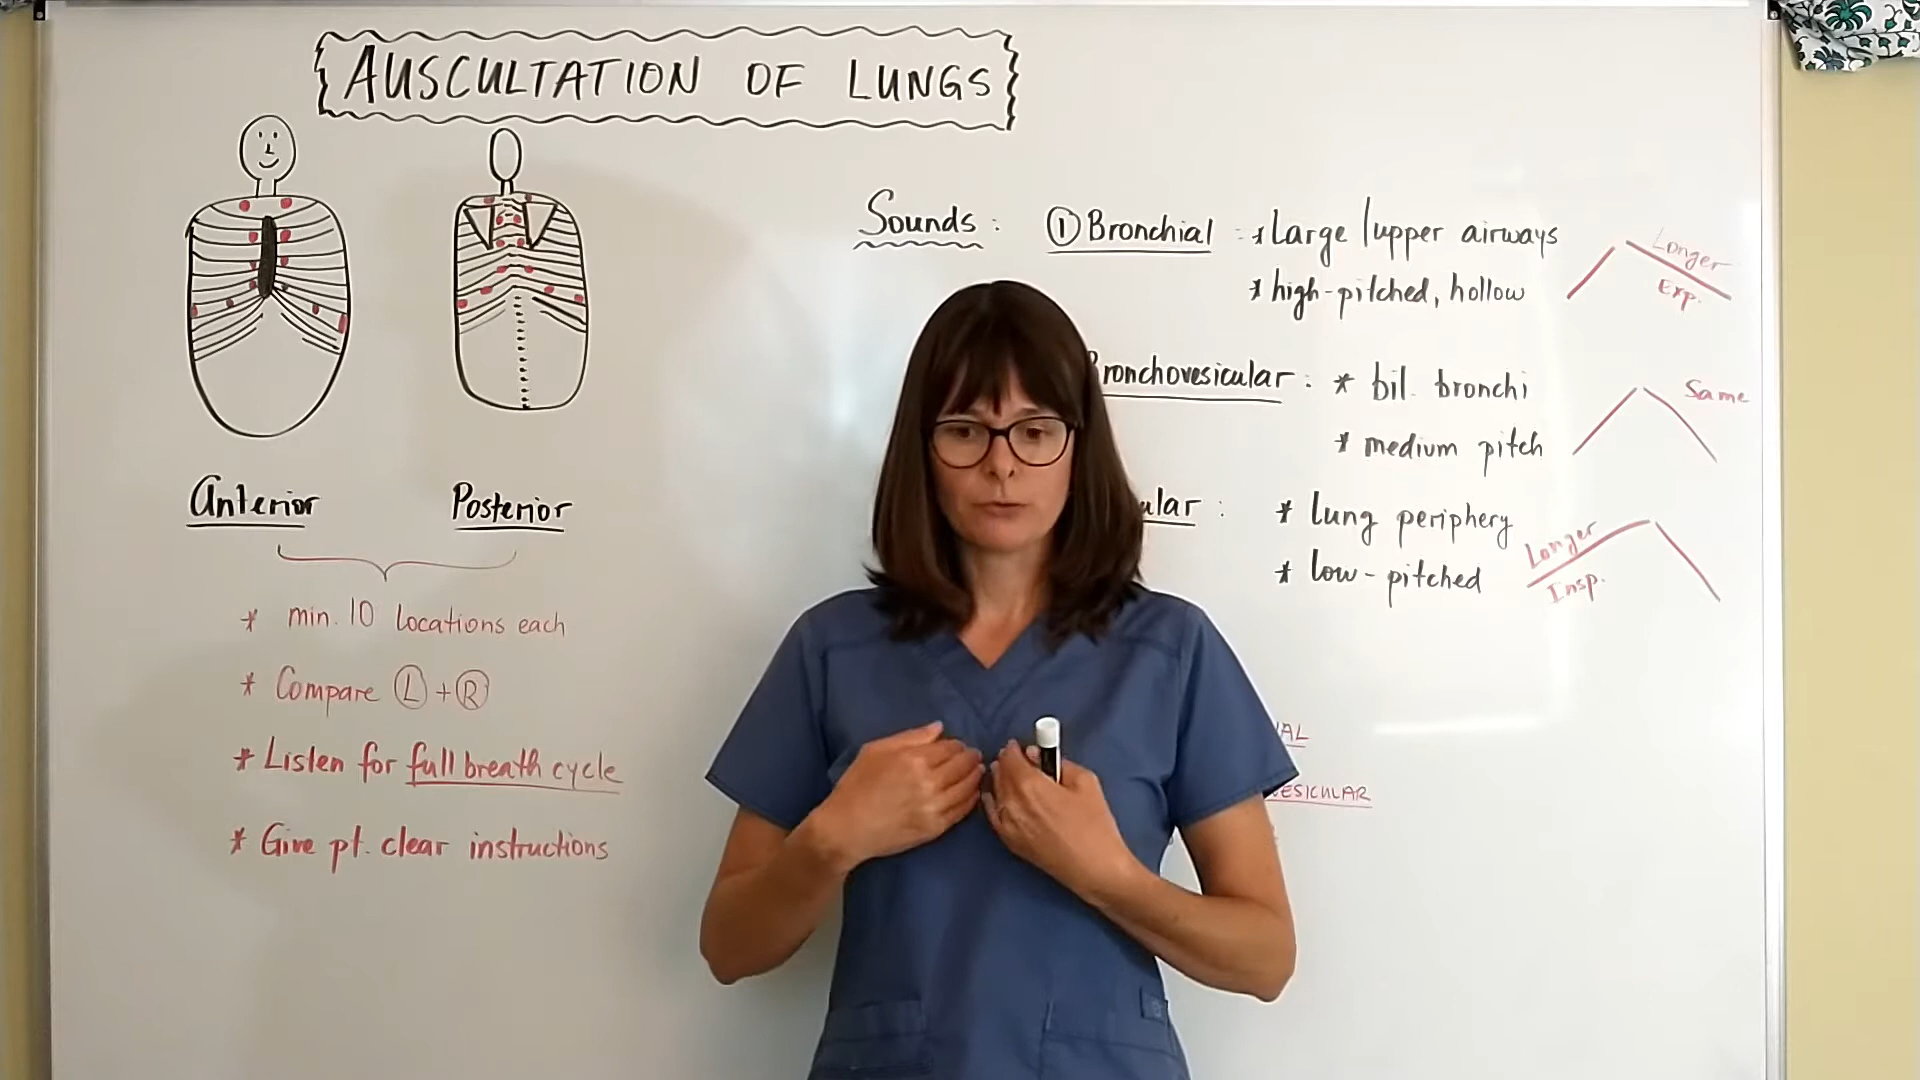 AUSCULTATION OF LUNGS
Sounds : ① Bronchial : * Large / upper airways
* high-pitched, hollow
Longer
Exp.
ronchovesicular : * bil. bronchi
* medium pitch
Same
ular : * lung periphery
* low-pitched
Longer
Insp.
Anterior Posterior
* min. 10 locations each
* Compare Ⓛ + Ⓡ
* Listen for full breath cycle
* Give pt. clear instructions
AL
VESICULAR